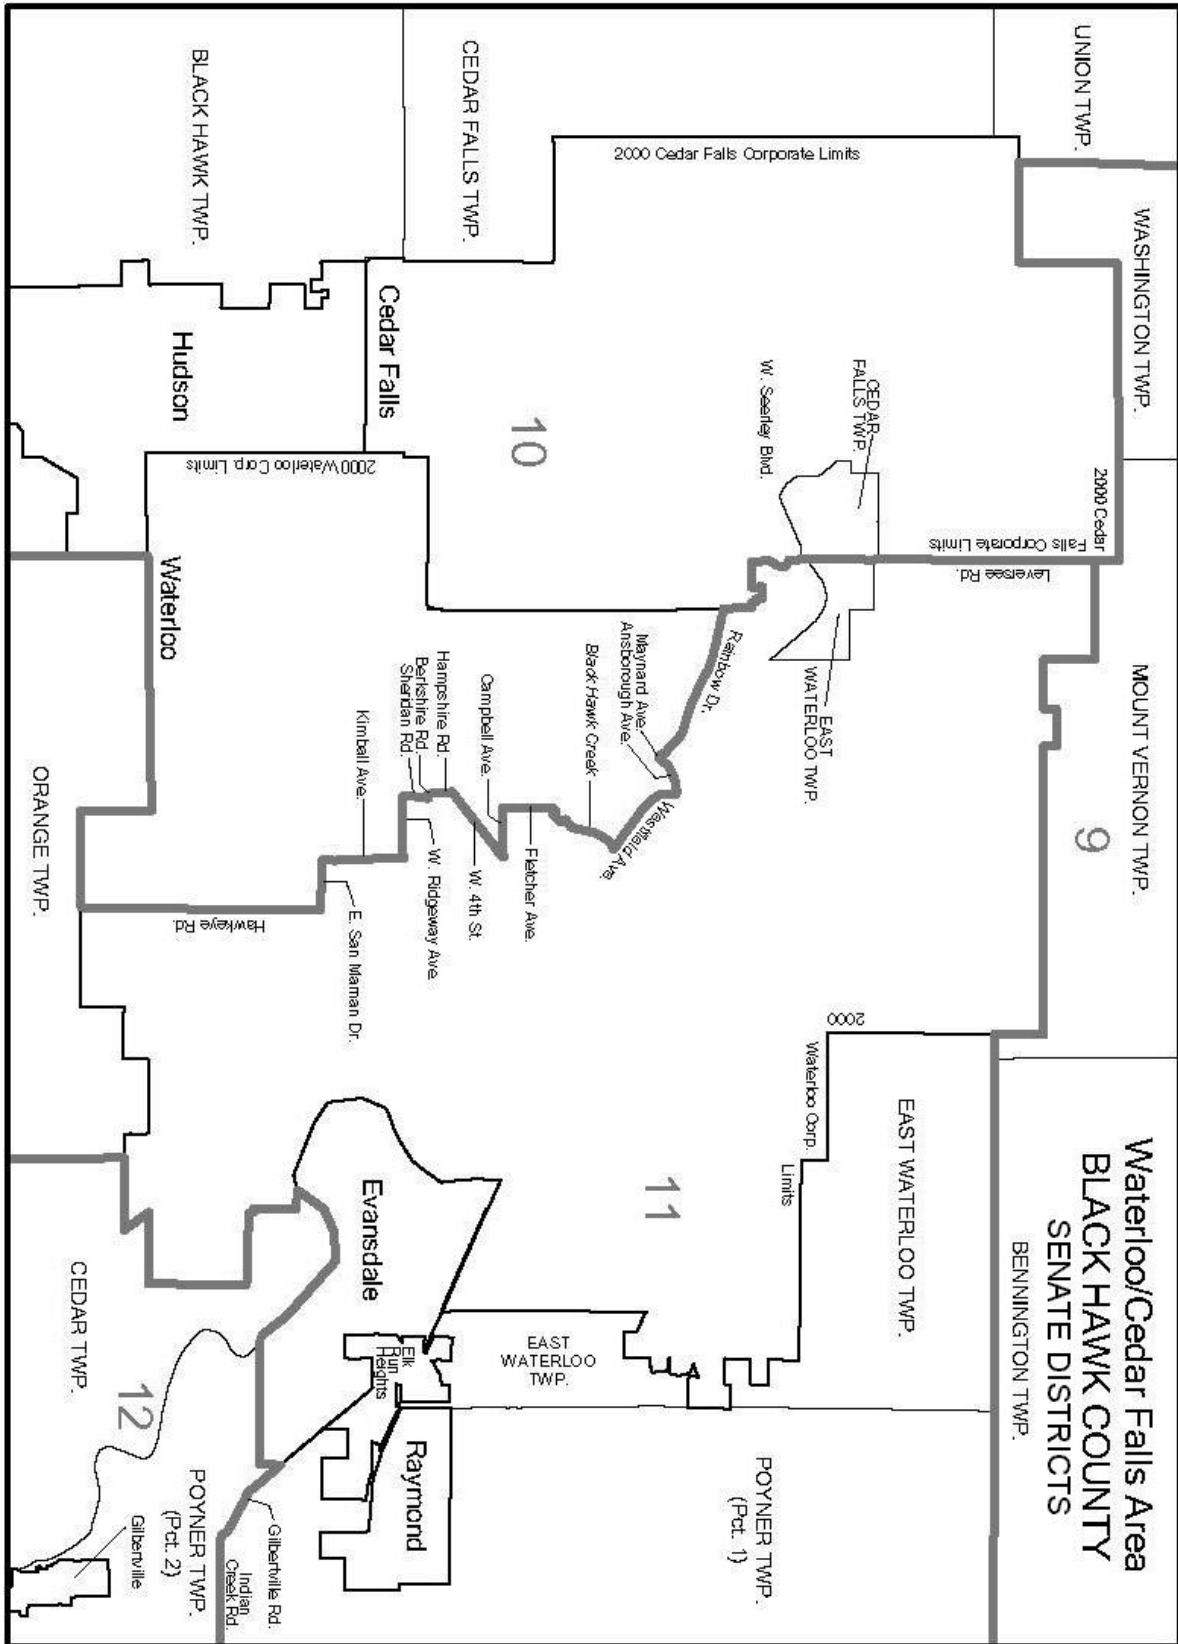 Waterloo/Cedar Falls Area
BLACK HAWK COUNTY
SENATE DISTRICTS
UNION TWP.
WASHINGTON TWP.
MOUNT VERNON TWP.
9
BENNINGTON TWP.
2000 Cedar
Falls Corporate Limits
Leversee Rd.
2000 Cedar Falls Corporate Limits
CEDAR
FALLS TWP.
W. Seerley Blvd.
EAST
WATERLOO TWP.
2000
Waterloo Corp.
Limits
EAST WATERLOO TWP.
CEDAR FALLS TWP.
10
Rainbow Dr.
Maynard Ave.
Ansborough Ave.
Westfield Ave.
Black Hawk Creek
Fletcher Ave.
Campbell Ave.
W. 4th St.
Hampshire Rd.
Berkshire Rd.
Sheridan Rd.
W. Ridgeway Ave.
Kimball Ave.
E. San Marnan Dr.
Hawkeye Rd.
11
EAST
WATERLOO
TWP.
POYNER TWP.
(Pct. 1)
BLACK HAWK TWP.
Cedar Falls
Hudson
2000 Waterloo Corp. Limits
Waterloo
ORANGE TWP.
Evansdale
Elk
Run
Heights
Raymond
CEDAR TWP.
12
POYNER TWP.
(Pct. 2)
Gilbertville Rd.
Indian
Creek Rd.
Gilbertville